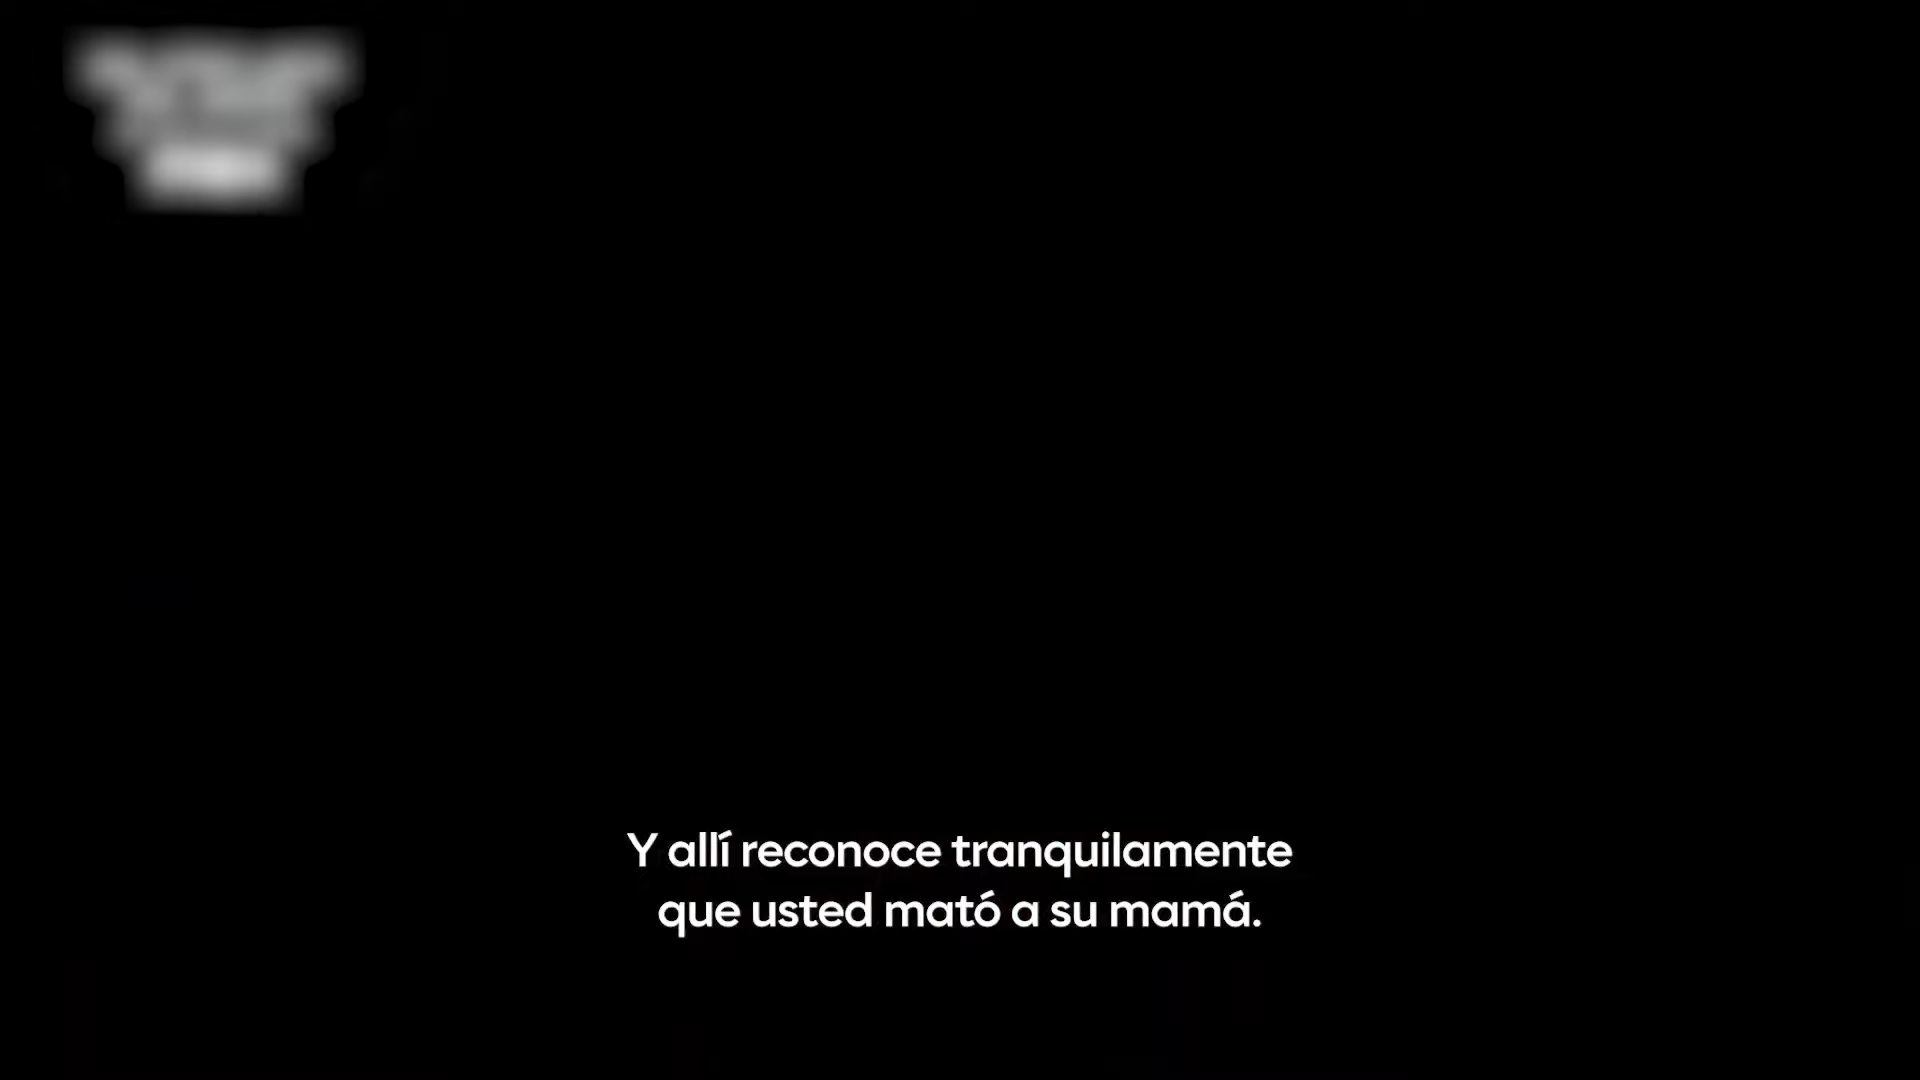 Y allí reconoce tranquilamente
que usted mató a su mamá.